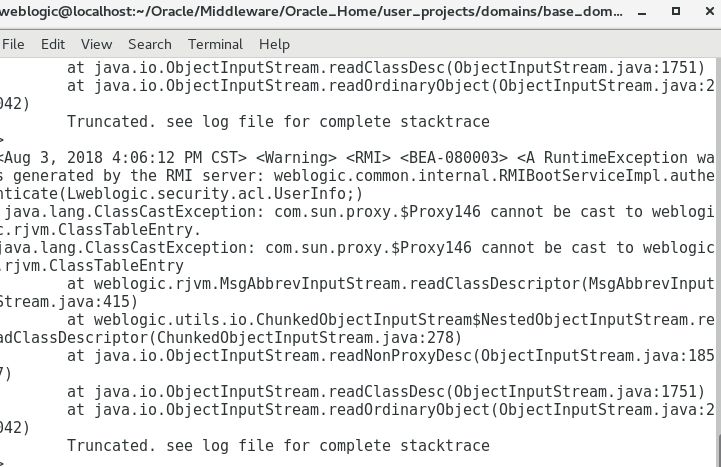 weblogic@localhost:~/Oracle/Middleware/Oracle_Home/user_projects/domains/base_dom...
File Edit View Search Terminal Help
at java.io.ObjectInputStream.readClassDesc(ObjectInputStream.java:1751)
at java.io.ObjectInputStream.readOrdinaryObject(ObjectInputStream.java:2
042)
Truncated. see log file for complete stacktrace
>
<Aug 3, 2018 4:06:12 PM CST> <Warning> <RMI> <BEA-080003> <A RuntimeException wa
s generated by the RMI server: weblogic.common.internal.RMIBootServiceImpl.authe
nticate(Lweblogic.security.acl.UserInfo;)
java.lang.ClassCastException: com.sun.proxy.$Proxy146 cannot be cast to weblogi
c.rjvm.ClassTableEntry.
java.lang.ClassCastException: com.sun.proxy.$Proxy146 cannot be cast to weblogic
.rjvm.ClassTableEntry
at weblogic.rjvm.MsgAbbrevInputStream.readClassDescriptor(MsgAbbrevInput
Stream.java:415)
at weblogic.utils.io.ChunkedObjectInputStream$NestedObjectInputStream.re
adClassDescriptor(ChunkedObjectInputStream.java:278)
at java.io.ObjectInputStream.readNonProxyDesc(ObjectInputStream.java:185
7)
at java.io.ObjectInputStream.readClassDesc(ObjectInputStream.java:1751)
at java.io.ObjectInputStream.readOrdinaryObject(ObjectInputStream.java:2
042)
Truncated. see log file for complete stacktrace
>